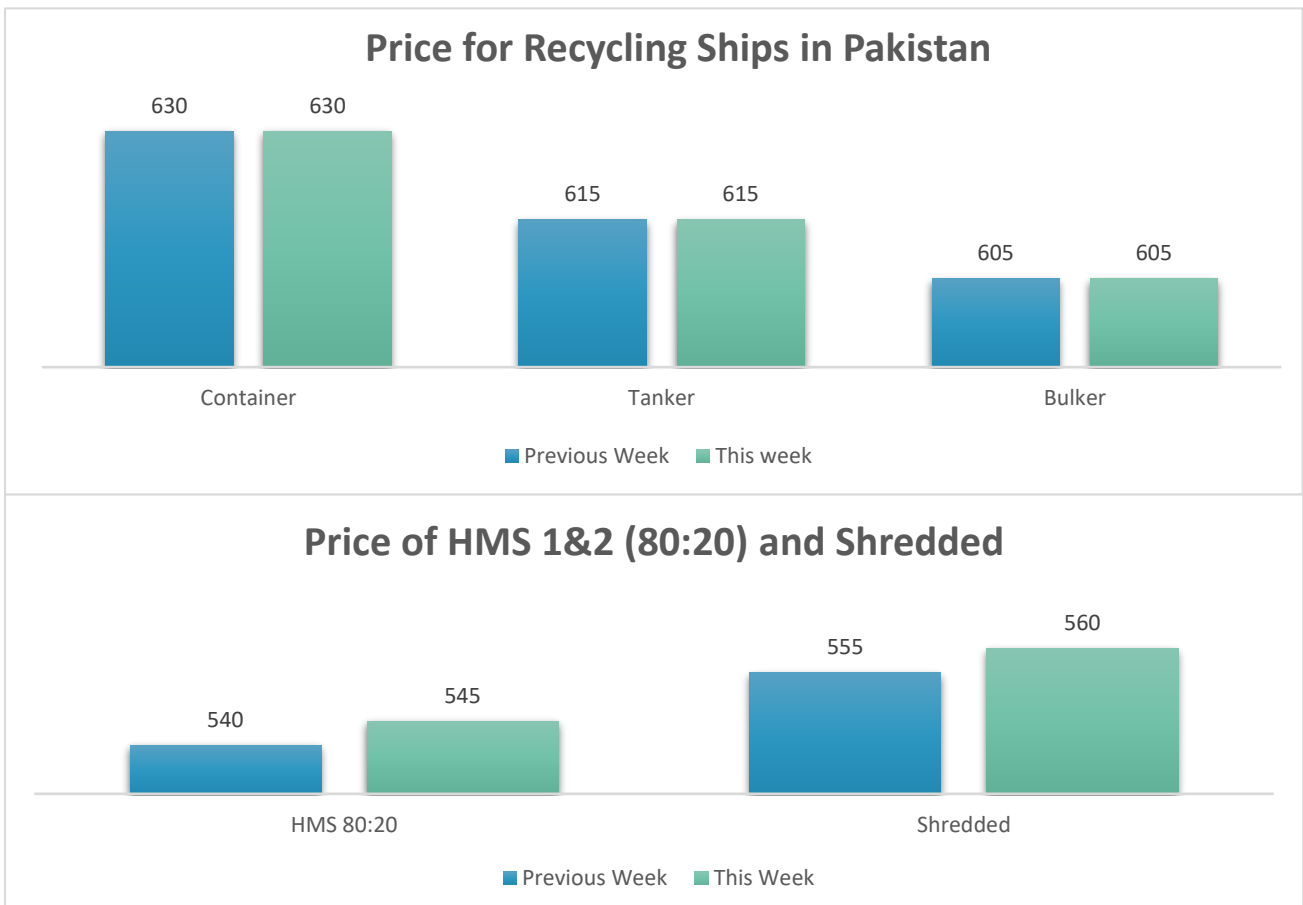 Price for Recycling Ships in Pakistan
630 630
615 615
605 605
Container Tanker Bulker
Previous Week This week
Price of HMS 1&2 (80:20) and Shredded
560
555
545
540
HMS 80:20 Shredded
Previous Week This Week